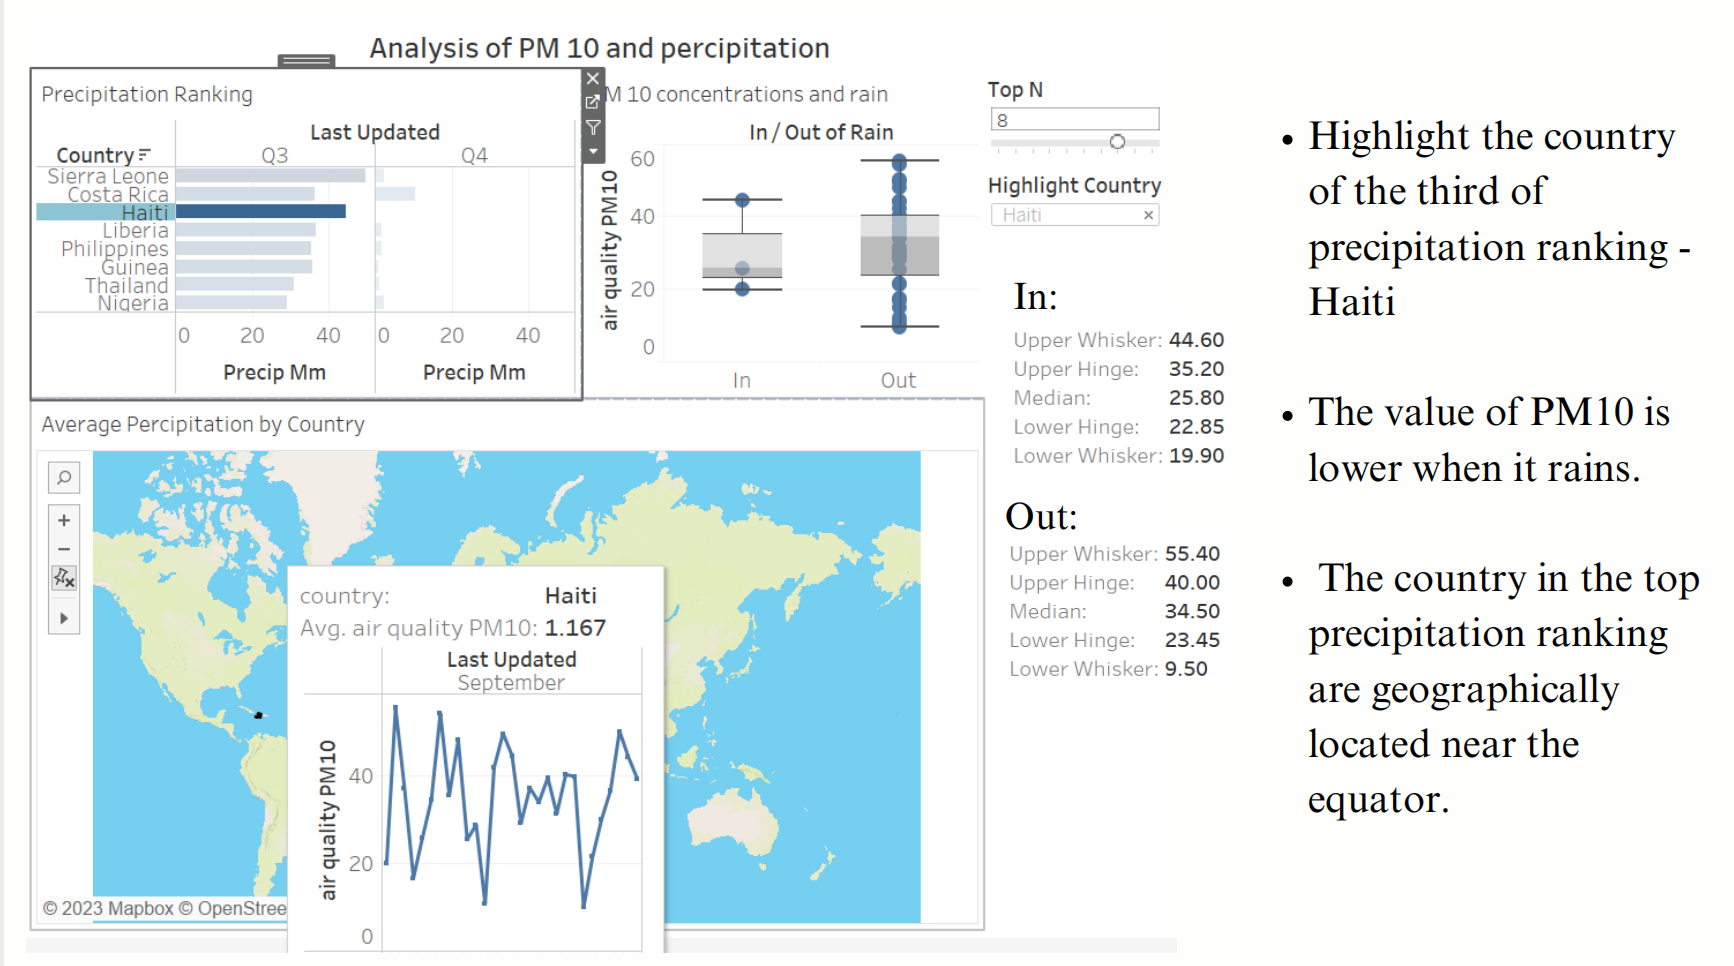 Analysis of PM 10 and percipitation
Precipitation Ranking
Last Updated
Country
Q3
Q4
Sierra Leone
Costa Rica
Haiti
Liberia
Philippines
Guinea
Thailand
Nigeria
0 20 40 0 20 40
Precip Mm
Precip Mm
M 10 concentrations and rain
In / Out of Rain
air quality PM10
60
40
20
0
In
Out
Top N
8
Highlight Country
Haiti
In:
Upper Whisker: 44.60
Upper Hinge: 35.20
Median: 25.80
Lower Hinge: 22.85
Lower Whisker: 19.90
Out:
Upper Whisker: 55.40
Upper Hinge: 40.00
Median: 34.50
Lower Hinge: 23.45
Lower Whisker: 9.50
Average Percipitation by Country
country: Haiti
Avg. air quality PM10: 1.167
Last Updated
September
air quality PM10
40
20
0
© 2023 Mapbox © OpenStree
• Highlight the country
of the third of
precipitation ranking -
Haiti
• The value of PM10 is
lower when it rains.
• The country in the top
precipitation ranking
are geographically
located near the
equator.